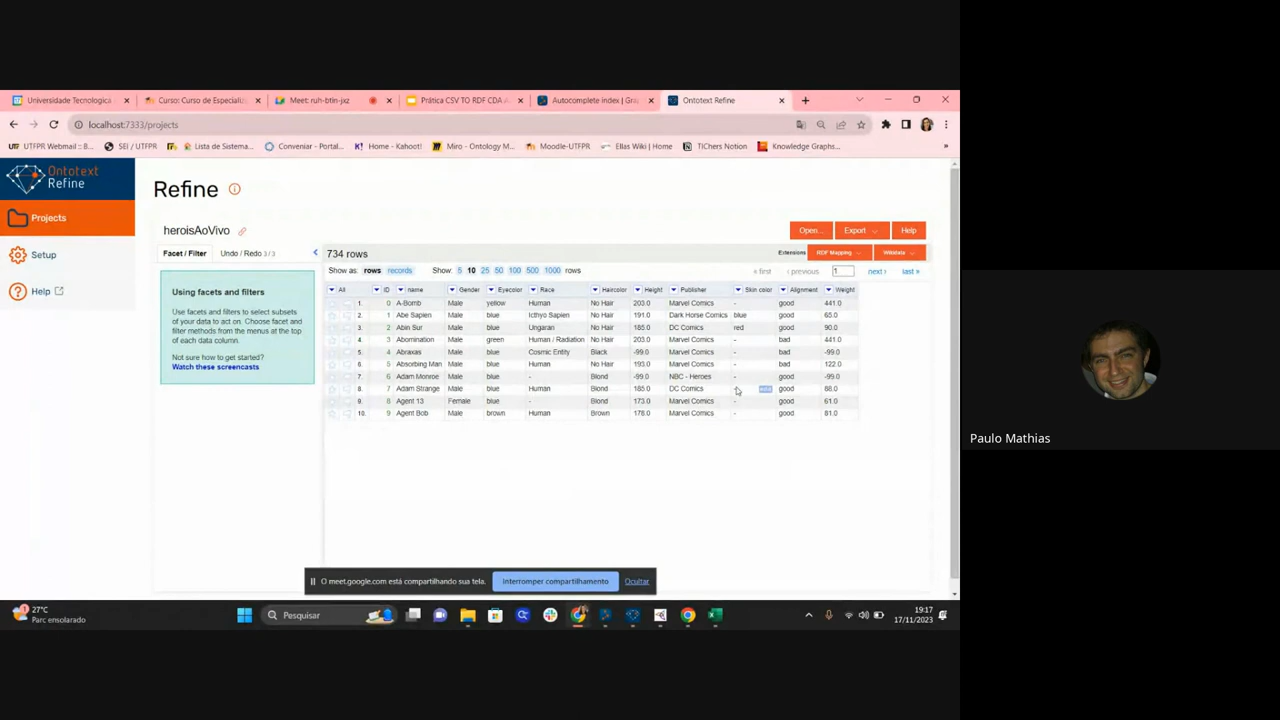 Universidade Tecnologica
Curso: Curso de Especializ
Meet: ruh-btin-jxz
Prática CSV TO RDF CDA
Autocomplete index | Gra
Ontotext Refine
localhost:7333/projects
UTFPR Webmail :: B...
SEI / UTFPR
Lista de Sistema...
Conveniar - Portal...
Home - Kahoot!
Miro - Ontology M...
Moodle-UTFPR
Ellas Wiki | Home
TIChers Notion
Knowledge Graphs...
Ontotext
Refine
Projects
Setup
Help
Refine
heroisAoVivo
Open...
Export
Help
Facet / Filter
Undo / Redo 3 / 3
734 rows
Extensions
RDF Mapping
Wikidata
Show as: rows records
Show: 5 10 25 50 100 500 1000 rows
‹ first ‹ previous 1 next › last »
Using facets and filters
Use facets and filters to select subsets
of your data to act on. Choose facet and
filter methods from the menus at the top
of each data column.
Not sure how to get started?
Watch these screencasts
All ID name Gender Eyecolor Race Haircolor Height Publisher Skin color Alignment Weight
1. 0 A-Bomb Male yellow Human No Hair 203.0 Marvel Comics - good 441.0
2. 1 Abe Sapien Male blue Icthyo Sapien No Hair 191.0 Dark Horse Comics blue good 65.0
3. 2 Abin Sur Male blue Ungaran No Hair 185.0 DC Comics red good 90.0
4. 3 Abomination Male green Human / Radiation No Hair 203.0 Marvel Comics - bad 441.0
5. 4 Abraxas Male blue Cosmic Entity Black -99.0 Marvel Comics - bad -99.0
6. 5 Absorbing Man Male blue Human No Hair 193.0 Marvel Comics - bad 122.0
7. 6 Adam Monroe Male blue - Blond -99.0 NBC - Heroes - good -99.0
8. 7 Adam Strange Male blue Human Blond 185.0 DC Comics - edit good 88.0
9. 8 Agent 13 Female blue - Blond 173.0 Marvel Comics - good 61.0
10. 9 Agent Bob Male brown Human Brown 178.0 Marvel Comics - good 81.0
O meet.google.com está compartilhando sua tela.
Interromper compartilhamento
Ocultar
1
27°C
Parc ensolarado
Pesquisar
19:17
17/11/2023
Paulo Mathias